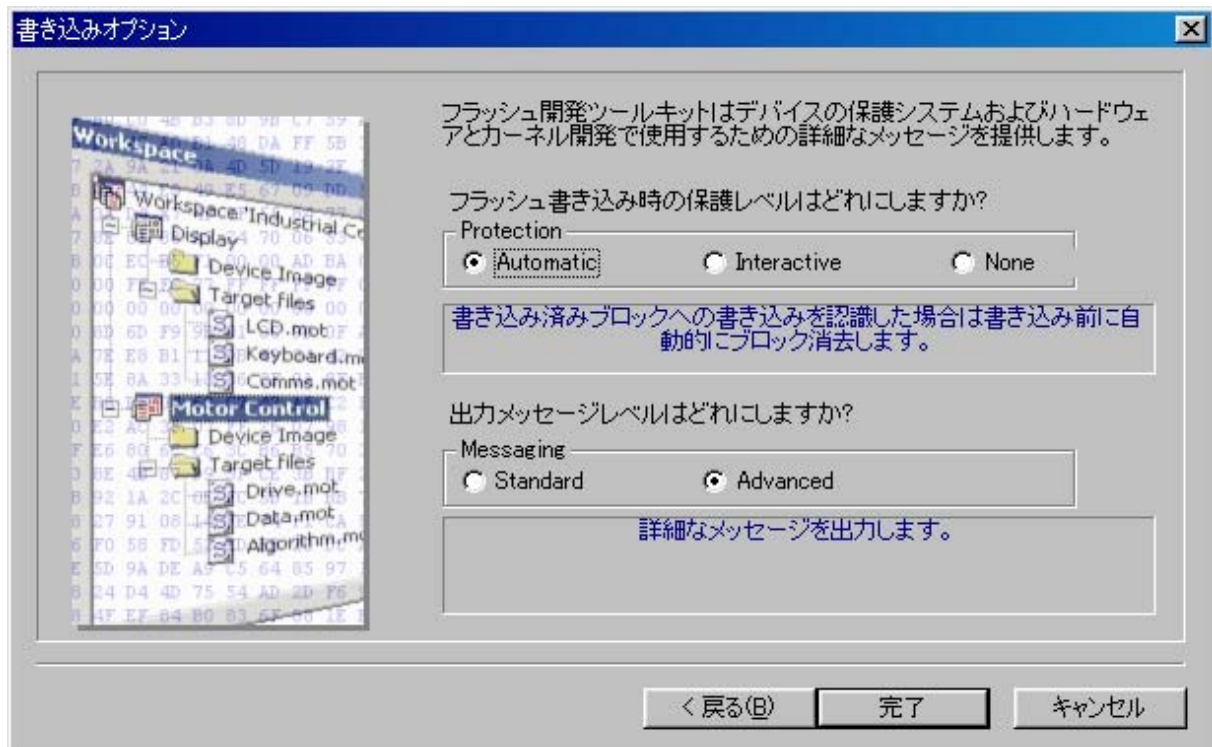 書き込みオプション
フラッシュ開発ツールキットはデバイスの保護システムおよびハードウェ
アとカーネル開発で使用するための詳細なメッセージを提供します。
フラッシュ書き込み時の保護レベルはどれにしますか?
Protection
Automatic
Interactive
None
書き込み済みブロックへの書き込みを認識した場合は書き込み前に自
動的にブロック消去します。
出力メッセージレベルはどれにしますか?
Messaging
Standard
Advanced
詳細なメッセージを出力します。
Workspace
Workspace 'Industrial Co
Display
Device Image
Target files
LCD.mot
Keyboard.m
Comms.mot
Motor Control
Device Image
Target files
Drive.mot
Data.mot
Algorithm.mo
< 戻る(B)
完了
キャンセル